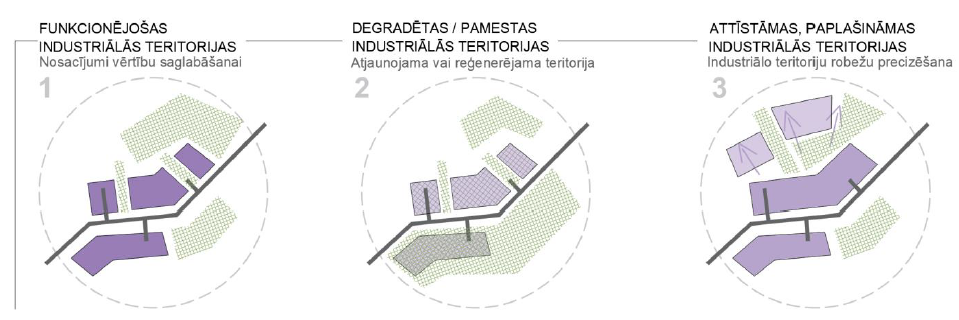 FUNKCIONĒJOŠAS
INDUSTRIĀLĀS TERITORIJAS
Nosacījumi vērtību saglabāšanai
1
DEGRADĒTAS / PAMESTAS
INDUSTRIĀLĀS TERITORIJAS
Atjaunojama vai reģenerējama teritorija
2
ATTĪSTĀMAS, PAPLAŠINĀMAS
INDUSTRIĀLĀS TERITORIJAS
Industriālo teritoriju robežu precizēšana
3